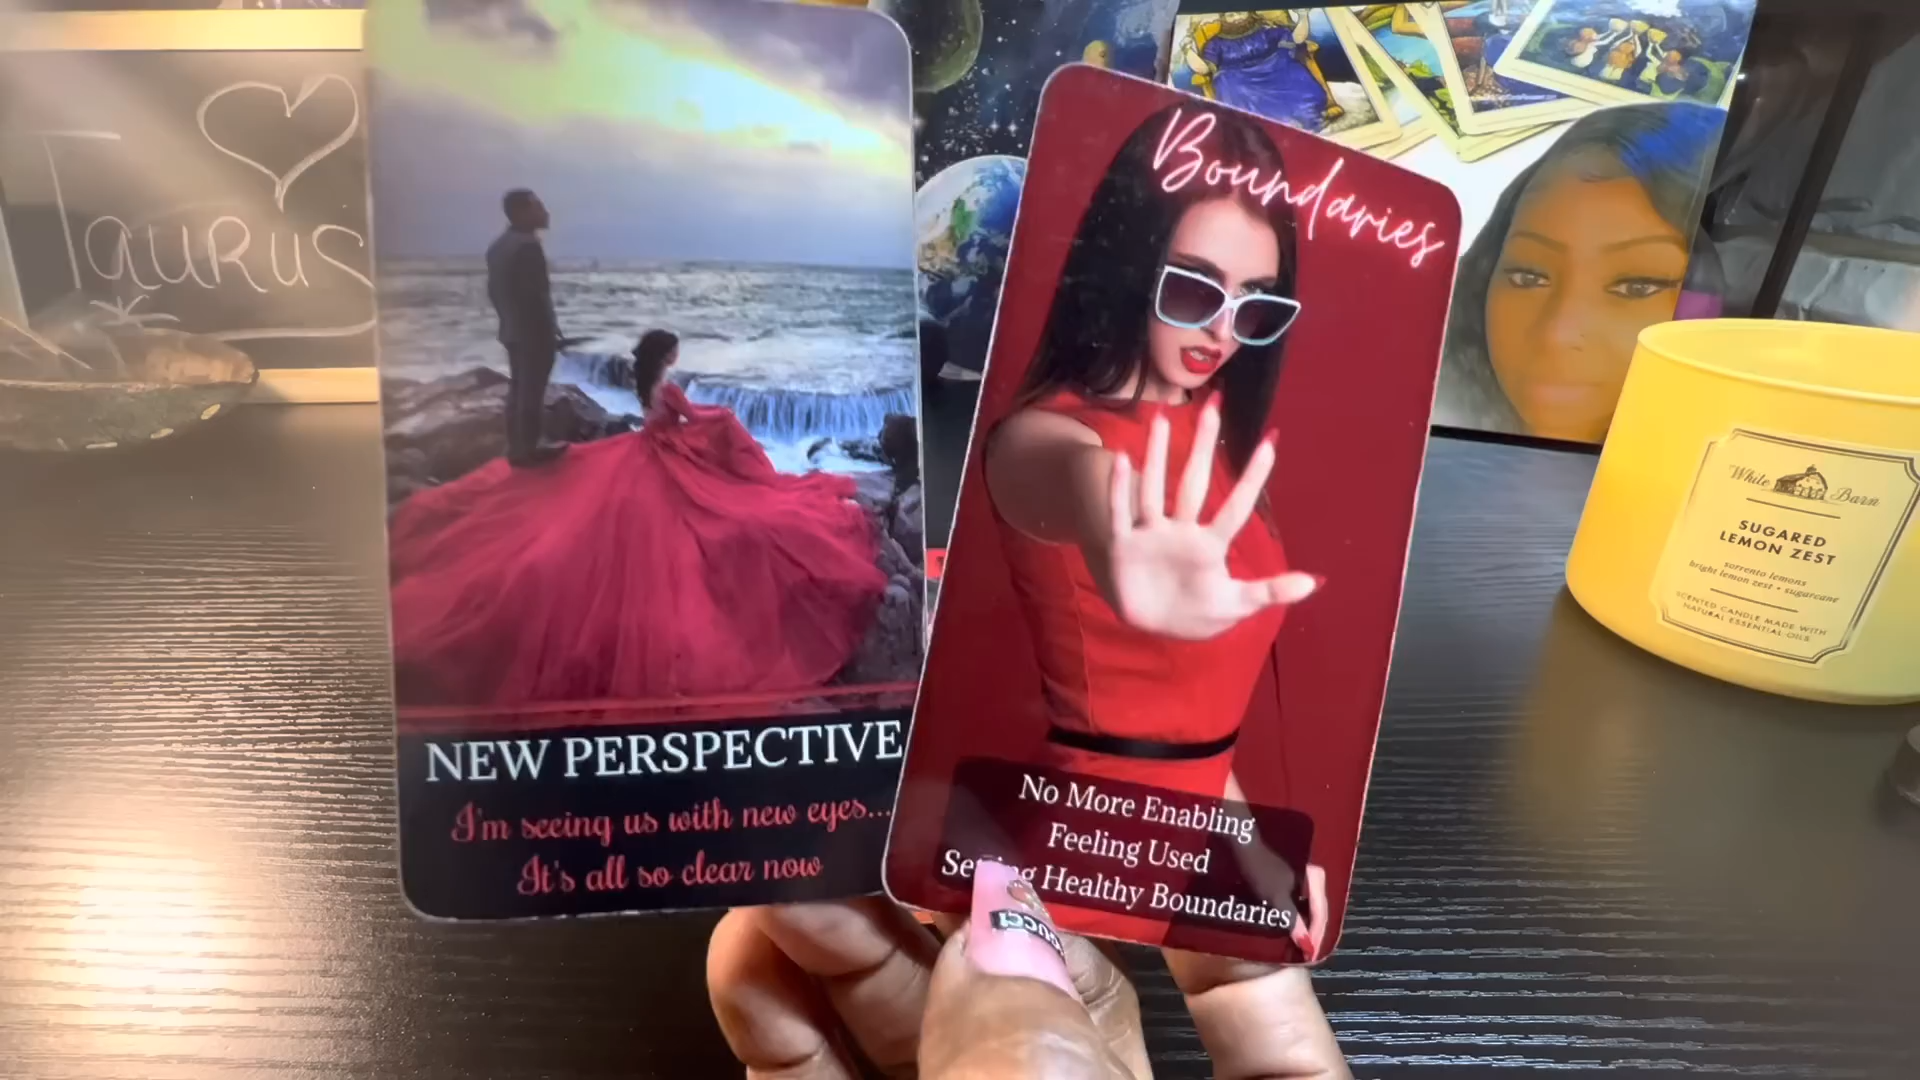 Taurus
NEW PERSPECTIVE
I'm seeing us with new eyes...
It's all so clear now
Boundaries
No More Enabling
Feeling Used
Healthy Boundaries
GUCCI
White Barn
SUGARED
LEMON ZEST
sorrento lemons
bright lemon zest • sugarcane
SCENTED CANDLE MADE WITH
NATURAL ESSENTIAL OILS